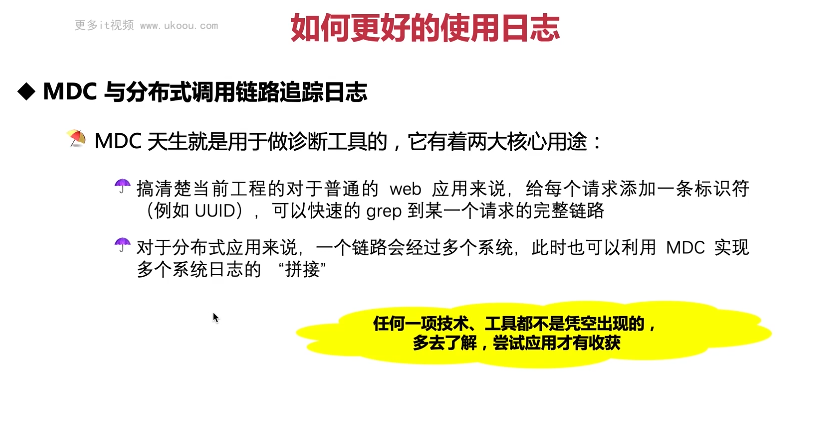 更多it视频 www.ukoou.com
如何更好的使用日志
MDC 与分布式调用链路追踪日志
MDC 天生就是用于做诊断工具的，它有着两大核心用途：
搞清楚当前工程的对于普通的 web 应用来说，给每个请求添加一条标识符
（例如 UUID），可以快速的 grep 到某一个请求的完整链路
对于分布式应用来说，一个链路会经过多个系统，此时也可以利用 MDC 实现
多个系统日志的 “拼接”
任何一项技术、工具都不是凭空出现的，
多去了解，尝试应用才有收获